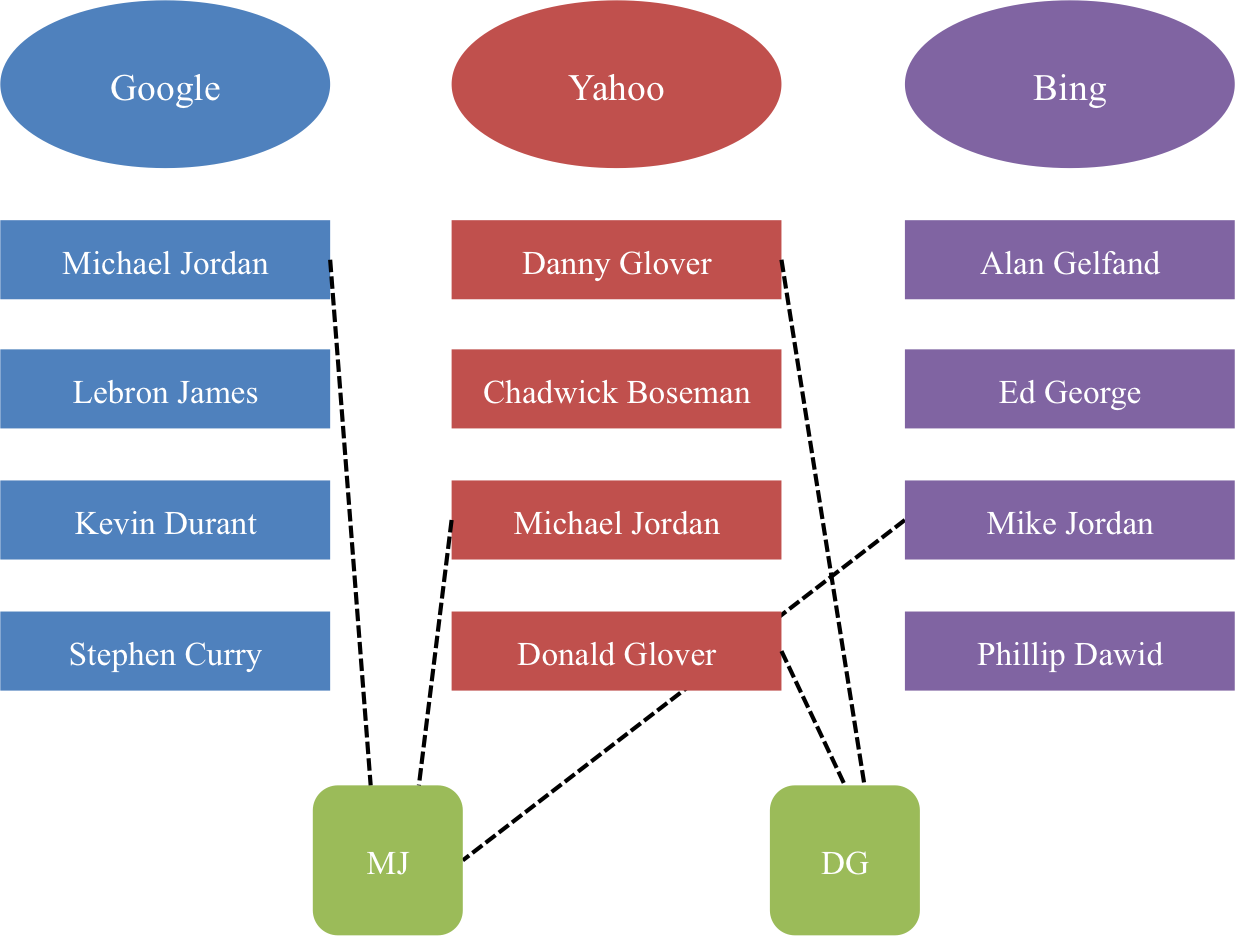 Google
Yahoo
Bing
Michael Jordan
Danny Glover
Alan Gelfand
Lebron James
Chadwick Boseman
Ed George
Kevin Durant
Michael Jordan
Mike Jordan
Stephen Curry
Donald Glover
Phillip Dawid
MJ
DG